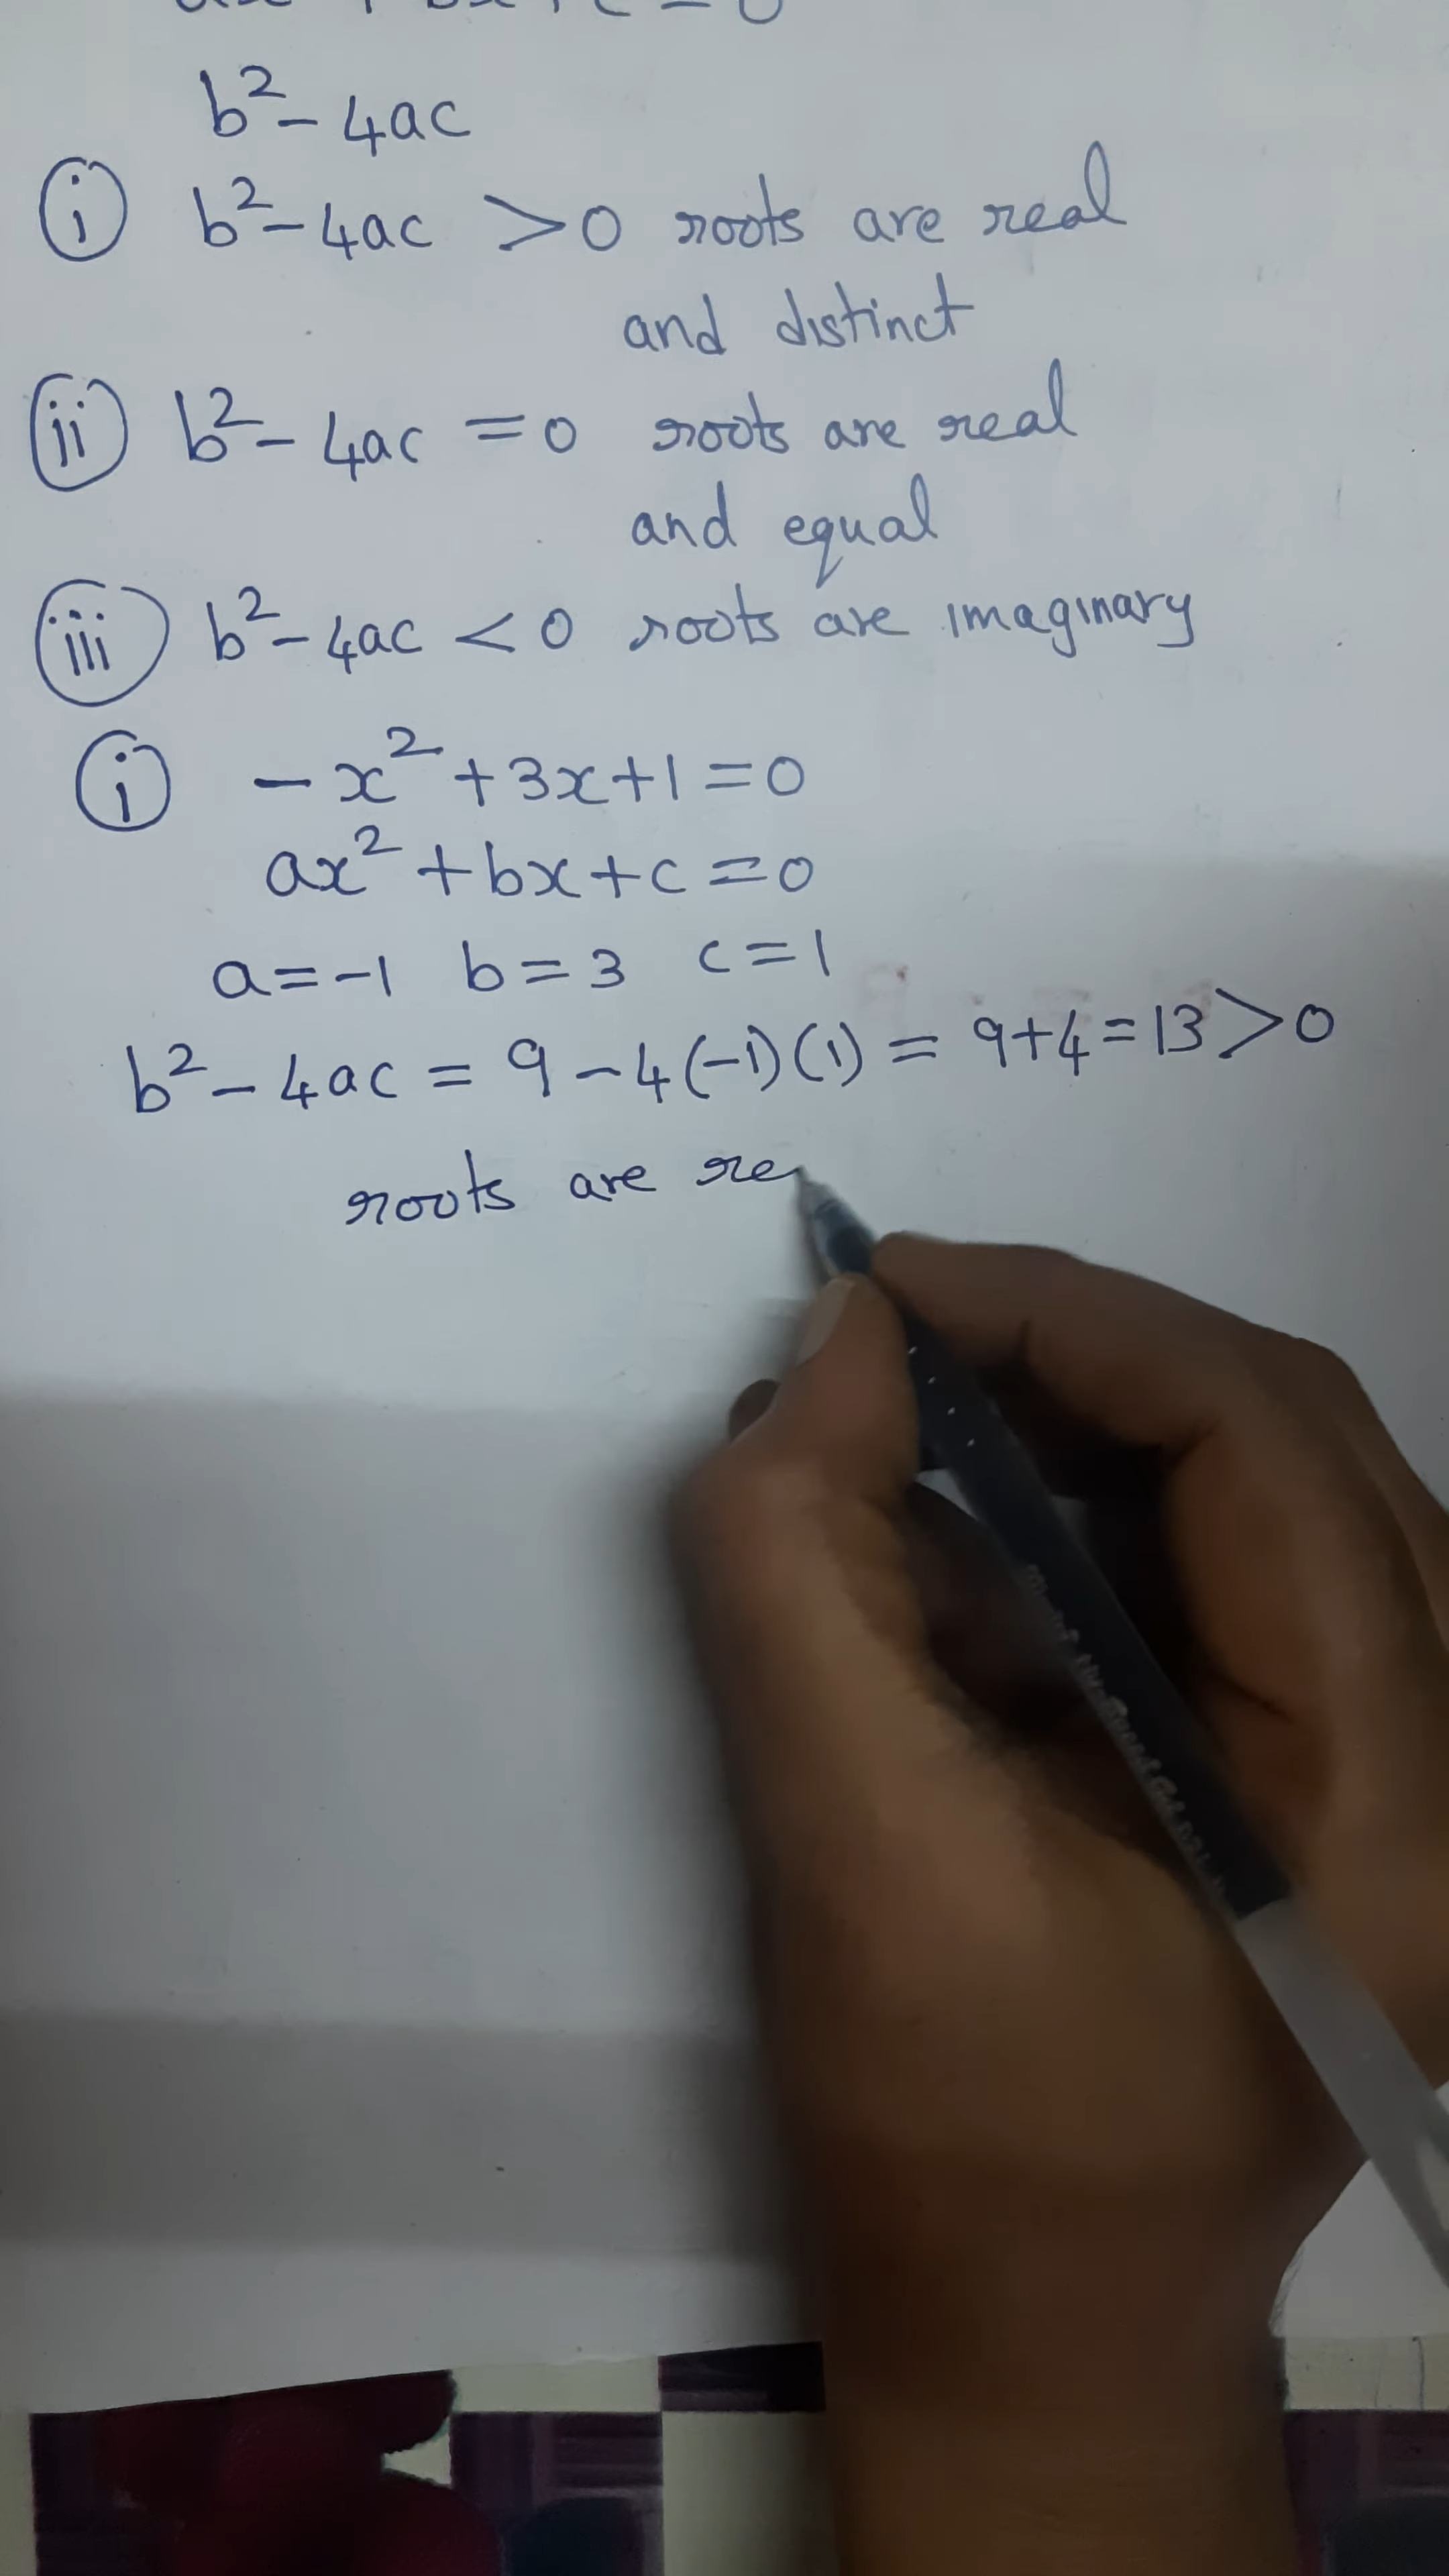 b² - 4ac
(i) b² - 4ac > 0 roots are real
and distinct
(ii) b² - 4ac = 0 roots are real
and equal
(iii) b² - 4ac < 0 roots are imaginary
(i) - x² + 3x + 1 = 0
ax² + bx + c = 0
a = -1 b = 3 c = 1
b² - 4ac = 9 - 4(-1)(1) = 9+4 = 13 > 0
roots are re